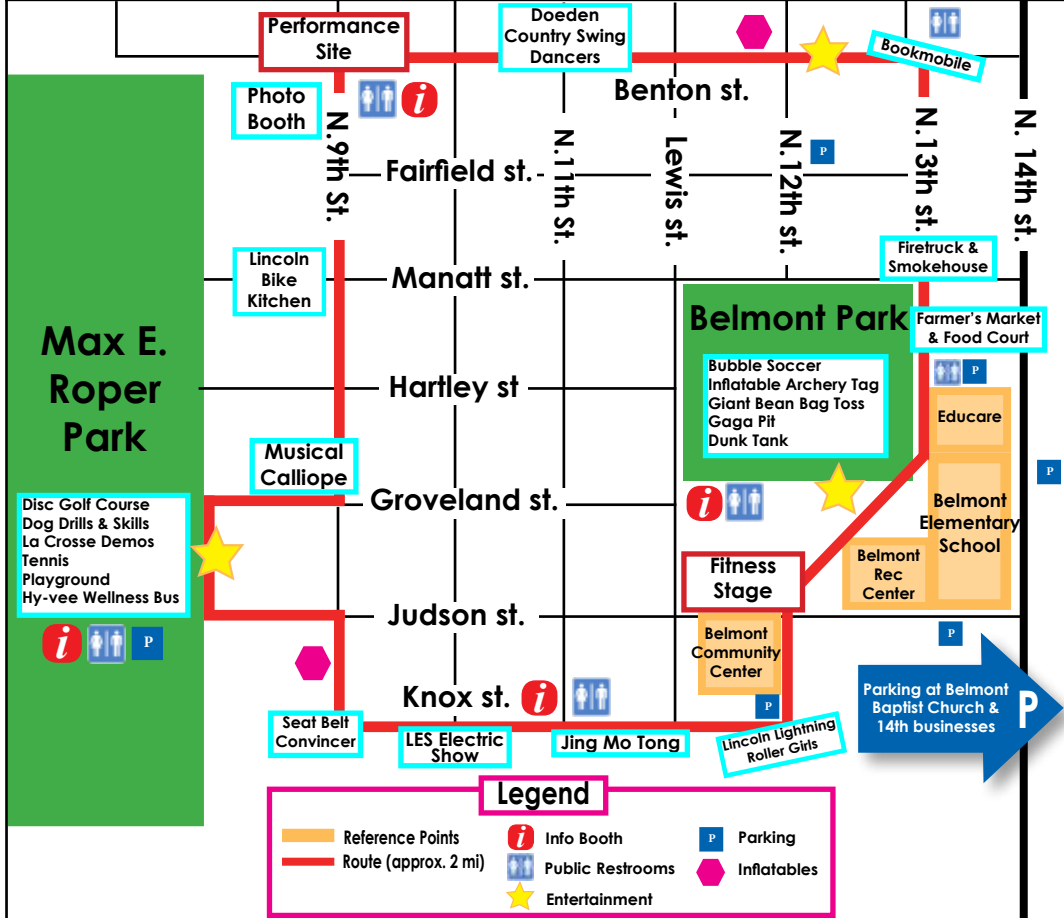 Performance
Site
Doeden
Country Swing
Dancers
Bookmobile
Benton st.
Photo
Booth
i
N.9th St.
N.11th St.
Lewis st.
N.12th st.
N.13th st.
N. 14th st.
P
Fairfield st.
Lincoln
Bike
Kitchen
Manatt st.
Firetruck &
Smokehouse
Max E.
Roper
Park
Belmont Park
Farmer's Market
& Food Court
Bubble Soccer
Inflatable Archery Tag
Giant Bean Bag Toss
Gaga Pit
Dunk Tank
P
Hartley st
Educare
Musical
Calliope
P
Groveland st.
i
Disc Golf Course
Dog Drills & Skills
La Crosse Demos
Tennis
Playground
Hy-vee Wellness Bus
Belmont
Elementary
School
Fitness
Stage
Belmont
Rec
Center
Judson st.
i
P
Belmont
Community
Center
P
Knox st.
i
P
Parking at Belmont
Baptist Church &
14th businesses
P
Seat Belt
Convincer
LES Electric
Show
Jing Mo Tong
Lincoln Lightning
Roller Girls
Legend
Reference Points
Route (approx. 2 mi)
i Info Booth
Public Restrooms
Entertainment
P Parking
Inflatables